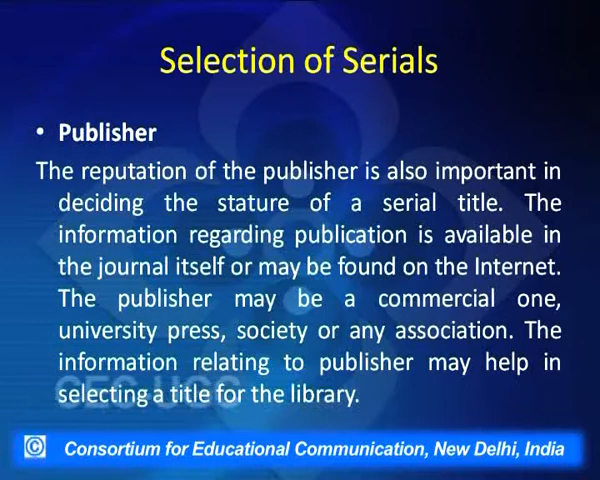 Selection of Serials
• Publisher
The reputation of the publisher is also important in
deciding the stature of a serial title. The
information regarding publication is available in
the journal itself or may be found on the Internet.
The publisher may be a commercial one,
university press, society or any association. The
information relating to publisher may help in
selecting a title for the library.
CEC-UGC
© Consortium for Educational Communication, New Delhi, India